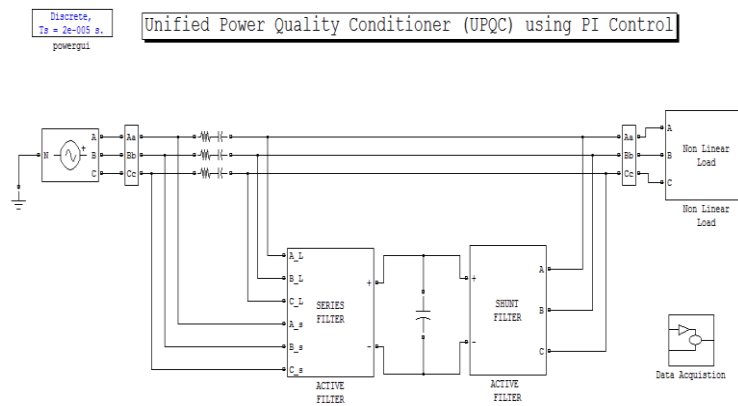 Discrete,
Ts = 2e-005 s.
powergui
Unified Power Quality Conditioner (UPQC) using PI Control
N
+
A
B
C
Aa
Bb
Cc
Aa
Bb
Cc
A
B
C
Non Linear
Load
Non Linear
Load
A_L
B_L
C_L
A_s
B_s
C_s
SERIES
FILTER
+
-
ACTIVE
FILTER
+
-
SHUNT
FILTER
A
B
C
ACTIVE
FILTER
Data Acquistion